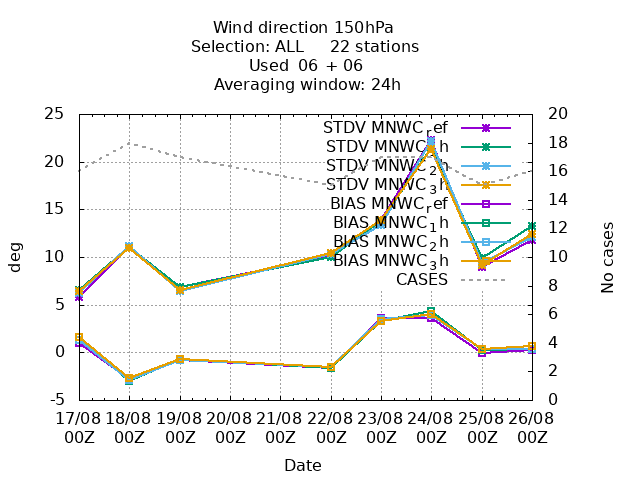 Wind direction 150hPa
Selection: ALL 22 stations
Used 06 + 06
Averaging window: 24h
25
20
15
10
5
0
-5
20
18
16
14
12
10
8
6
4
2
0
deg
No cases
STDV MNWC_ref
STDV MNWC_1h
STDV MNWC_2h
STDV MNWC_3h
BIAS MNWC_ref
BIAS MNWC_1h
BIAS MNWC_2h
BIAS MNWC_3h
CASES
17/08 18/08 19/08 20/08 21/08 22/08 23/08 24/08 25/08 26/08
00Z 00Z 00Z 00Z 00Z 00Z 00Z 00Z 00Z 00Z
Date